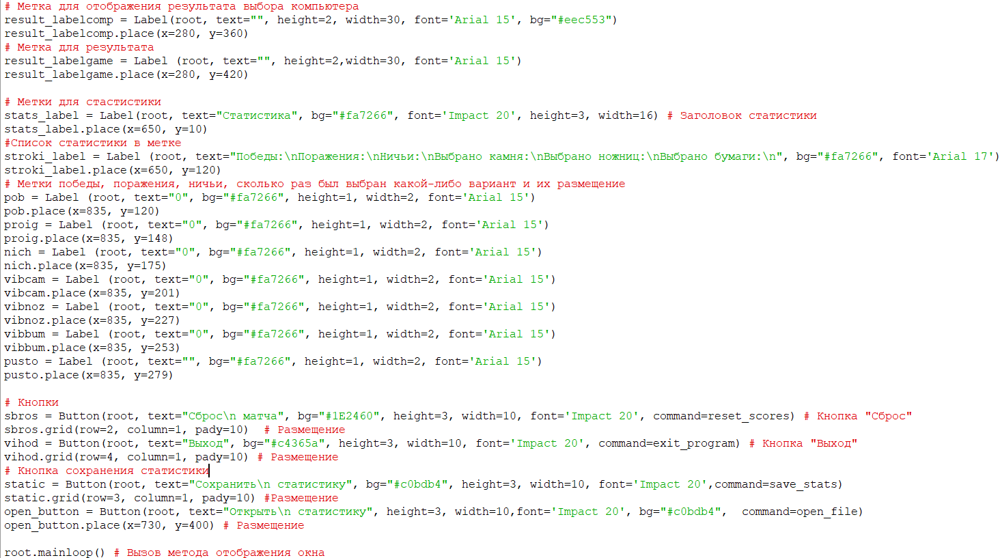 # Метка для отображения результата выбора компьютера
result_labelcomp = Label(root, text="", height=2, width=30, font='Arial 15', bg="#eec553")
result_labelcomp.place(x=280, y=360)
# Метка для результата
result_labelgame = Label (root, text="", height=2,width=30, font='Arial 15')
result_labelgame.place(x=280, y=420)

# Метки для стастистики
stats_label = Label(root, text="Статистика", bg="#fa7266", font='Impact 20', height=3, width=16) # Заголовок статистики
stats_label.place(x=650, y=10)
#Список статистики в метке
stroki_label = Label (root, text="Победы:\nПоражения:\nНичьи:\nВыбрано камня:\nВыбрано ножниц:\nВыбрано бумаги:\n", bg="#fa7266", font='Arial 17')
stroki_label.place(x=650, y=120)
# Метки победы, поражения, ничьи, сколько раз был выбран какой-либо вариант и их размещение
pob = Label (root, text="0", bg="#fa7266", height=1, width=2, font='Arial 15')
pob.place(x=835, y=120)
proig = Label (root, text="0", bg="#fa7266", height=1, width=2, font='Arial 15')
proig.place(x=835, y=148)
nich = Label (root, text="0", bg="#fa7266", height=1, width=2, font='Arial 15')
nich.place(x=835, y=175)
vibcam = Label (root, text="0", bg="#fa7266", height=1, width=2, font='Arial 15')
vibcam.place(x=835, y=201)
vibnoz = Label (root, text="0", bg="#fa7266", height=1, width=2, font='Arial 15')
vibnoz.place(x=835, y=227)
vibbum = Label (root, text="0", bg="#fa7266", height=1, width=2, font='Arial 15')
vibbum.place(x=835, y=253)
pusto = Label (root, text="", bg="#fa7266", height=1, width=2, font='Arial 15')
pusto.place(x=835, y=279)

# Кнопки
sbros = Button(root, text="Сброс\n матча", bg="#1E2460", height=3, width=10, font='Impact 20', command=reset_scores) # Кнопка "Сброс"
sbros.grid(row=2, column=1, pady=10)  # Размещение
vihod = Button(root, text="Выход", bg="#c4365a", height=3, width=10, font='Impact 20', command=exit_program) # Кнопка "Выход"
vihod.grid(row=4, column=1, pady=10) # Размещение
# Кнопка сохранения статистики
static = Button(root, text="Сохранить\n статистику", bg="#c0bdb4", height=3, width=10, font='Impact 20',command=save_stats)
static.grid(row=3, column=1, pady=10) #Размещение
open_button = Button(root, text="Открыть\n статистику", height=3, width=10,font='Impact 20', bg="#c0bdb4",  command=open_file)
open_button.place(x=730, y=400) # Размещение

root.mainloop() # Вызов метода отображения окна